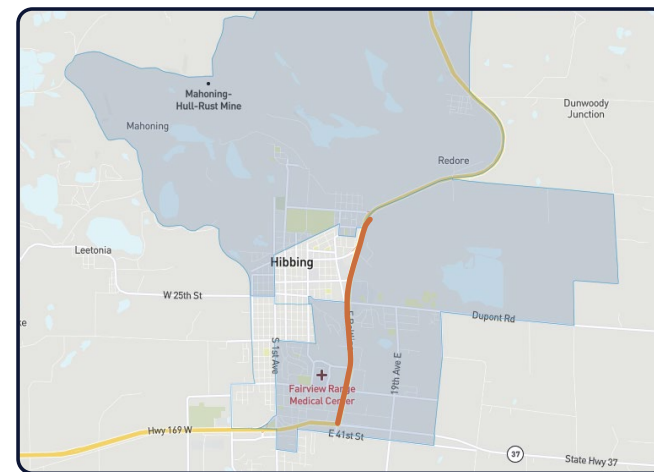 Mahoning-
Hull-Rust Mine
Mahoning
Dunwoody
Junction
Redore
Leetonia
Hibbing
W 25th St
ke
Dupont Rd
S 1st Ave
19th Ave E
Fairview Range
Medical Center
Hwy 169 W
E 41st St
37
State Hwy 37